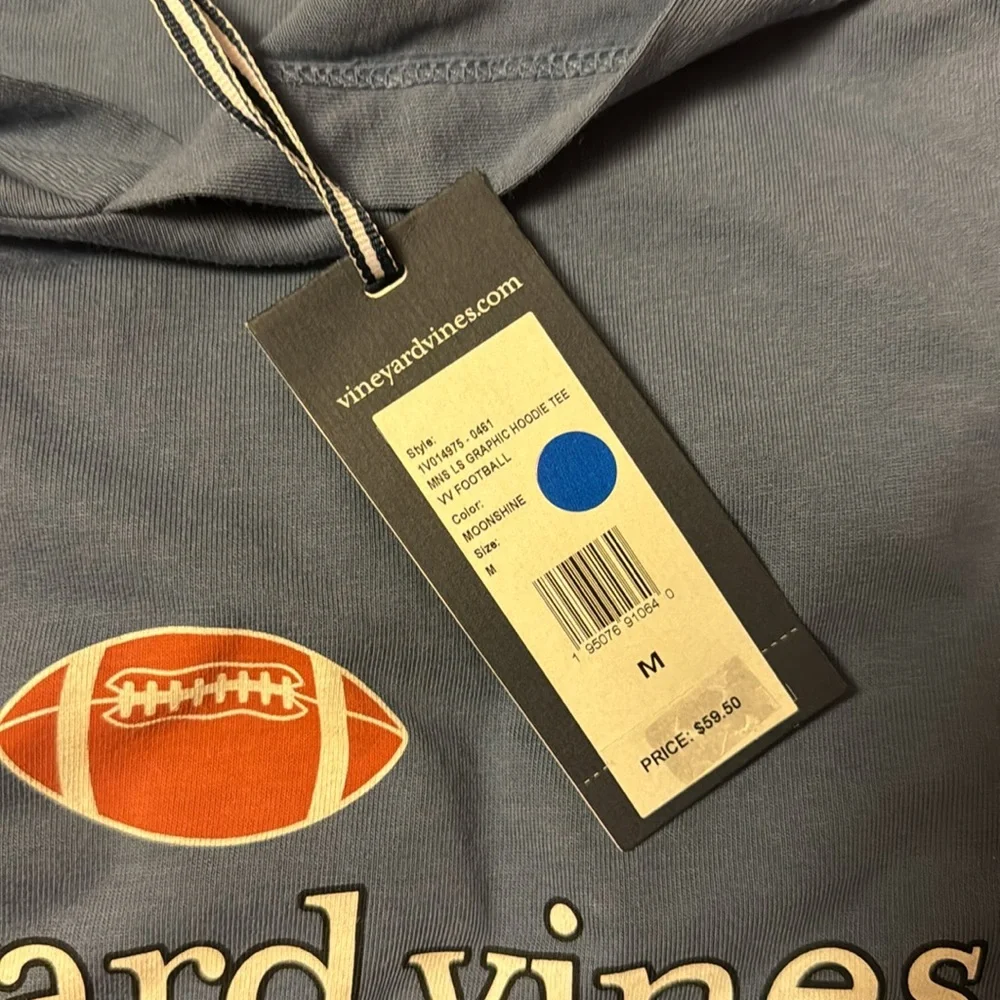 vineyardvines.com
Style:
1V014975 - 0461
MNS LS GRAPHIC HOODIE TEE
VV FOOTBALL
Color:
MOONSHINE
Size:
M
1 95076 91064 0
M
PRICE: $59.50
ard vines